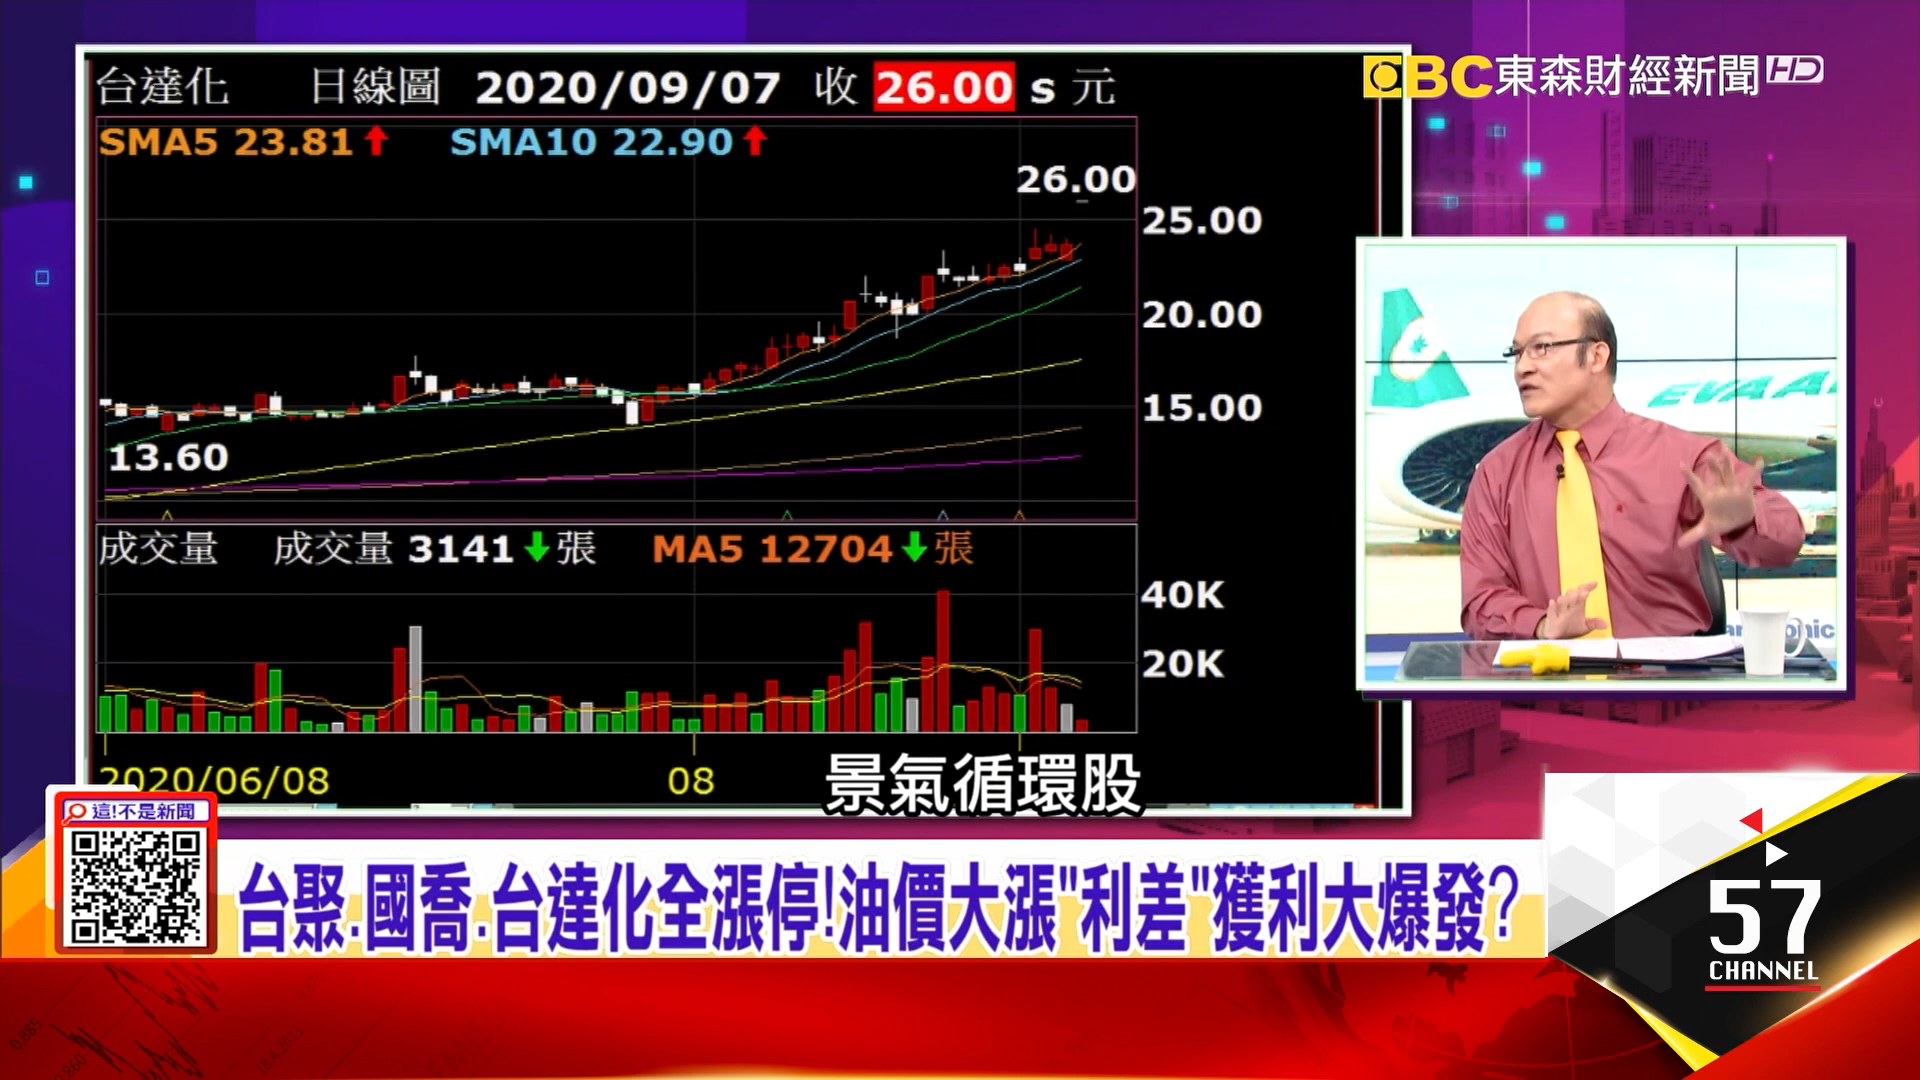 台達化 日線圖 2020/09/07 收 26.00 s 元
SMA5 23.81 SMA10 22.90
26.00
25.00
20.00
15.00
13.60
成交量 成交量 3141 張 MA5 12704 張
40K
20K
2020/06/08 08
景氣循環股
EBC東森財經新聞HD
EVAA
這!不是新聞
台聚.國喬.台達化全漲停!油價大漲"利差"獲利大爆發?
57
CHANNEL